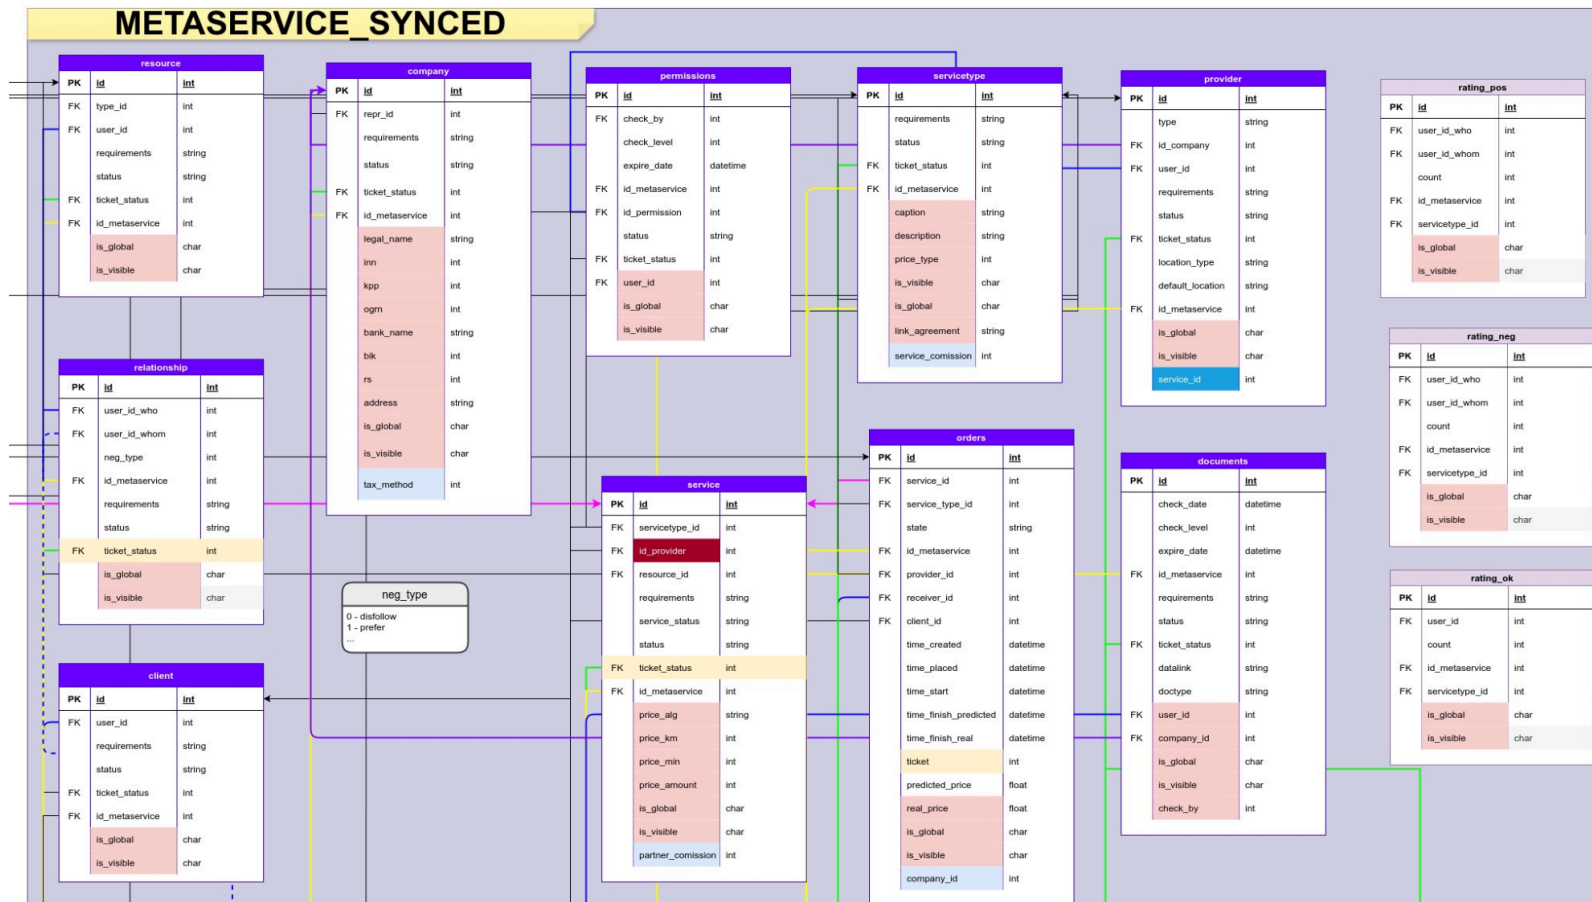 METASERVICE_SYNCED
resource
PK id int
FK type_id int
FK user_id int
requirements string
status string
FK ticket_status int
FK id_metaservice int
is_global char
is_visible char
company
PK id int
FK repr_id int
requirements string
status string
FK ticket_status int
FK id_metaservice int
legal_name string
inn int
kpp int
ogrn int
bank_name string
bik int
rs int
address string
is_global char
is_visible char
tax_method int
permissions
PK id int
FK check_by int
check_level int
expire_date datetime
FK id_metaservice int
FK id_permission int
status string
FK ticket_status int
FK user_id int
is_global char
is_visible char
servicetype
PK id int
requirements string
status string
FK ticket_status int
FK id_metaservice int
caption string
description string
price_type int
is_visible char
is_global char
link_agreement string
service_comission int
provider
PK id int
type string
FK id_company int
FK user_id int
requirements string
status string
FK ticket_status int
location_type string
default_location string
FK id_metaservice int
is_global char
is_visible char
service_id int
rating_pos
PK id int
FK user_id_who int
FK user_id_whom int
count int
FK id_metaservice int
FK servicetype_id int
is_global char
is_visible char
relationship
PK id int
FK user_id_who int
FK user_id_whom int
neg_type int
FK id_metaservice int
requirements string
status string
FK ticket_status int
is_global char
is_visible char
neg_type
0 - disfollow
1 - prefer
...
service
PK id int
FK servicetype_id int
FK id_provider int
FK resource_id int
requirements string
service_status string
status string
FK ticket_status int
FK id_metaservice int
price_alg string
price_km int
price_min int
price_amount int
is_global char
is_visible char
partner_comission int
orders
PK id int
FK service_id int
FK service_type_id int
state string
FK id_metaservice int
FK provider_id int
FK receiver_id int
FK client_id int
time_created datetime
time_placed datetime
time_start datetime
time_finish_predicted datetime
time_finish_real datetime
ticket int
predicted_price float
real_price float
is_global char
is_visible char
company_id int
documents
PK id int
check_date datetime
check_level int
expire_date datetime
FK id_metaservice int
requirements string
status string
FK ticket_status int
datalink string
doctype string
FK user_id int
FK company_id int
is_global char
is_visible char
check_by int
rating_neg
PK id int
FK user_id_who int
FK user_id_whom int
count int
FK id_metaservice int
FK servicetype_id int
is_global char
is_visible char
rating_ok
PK id int
FK user_id int
count int
FK id_metaservice int
FK servicetype_id int
is_global char
is_visible char
client
PK id int
FK user_id int
requirements string
status string
FK ticket_status int
FK id_metaservice int
is_global char
is_visible char